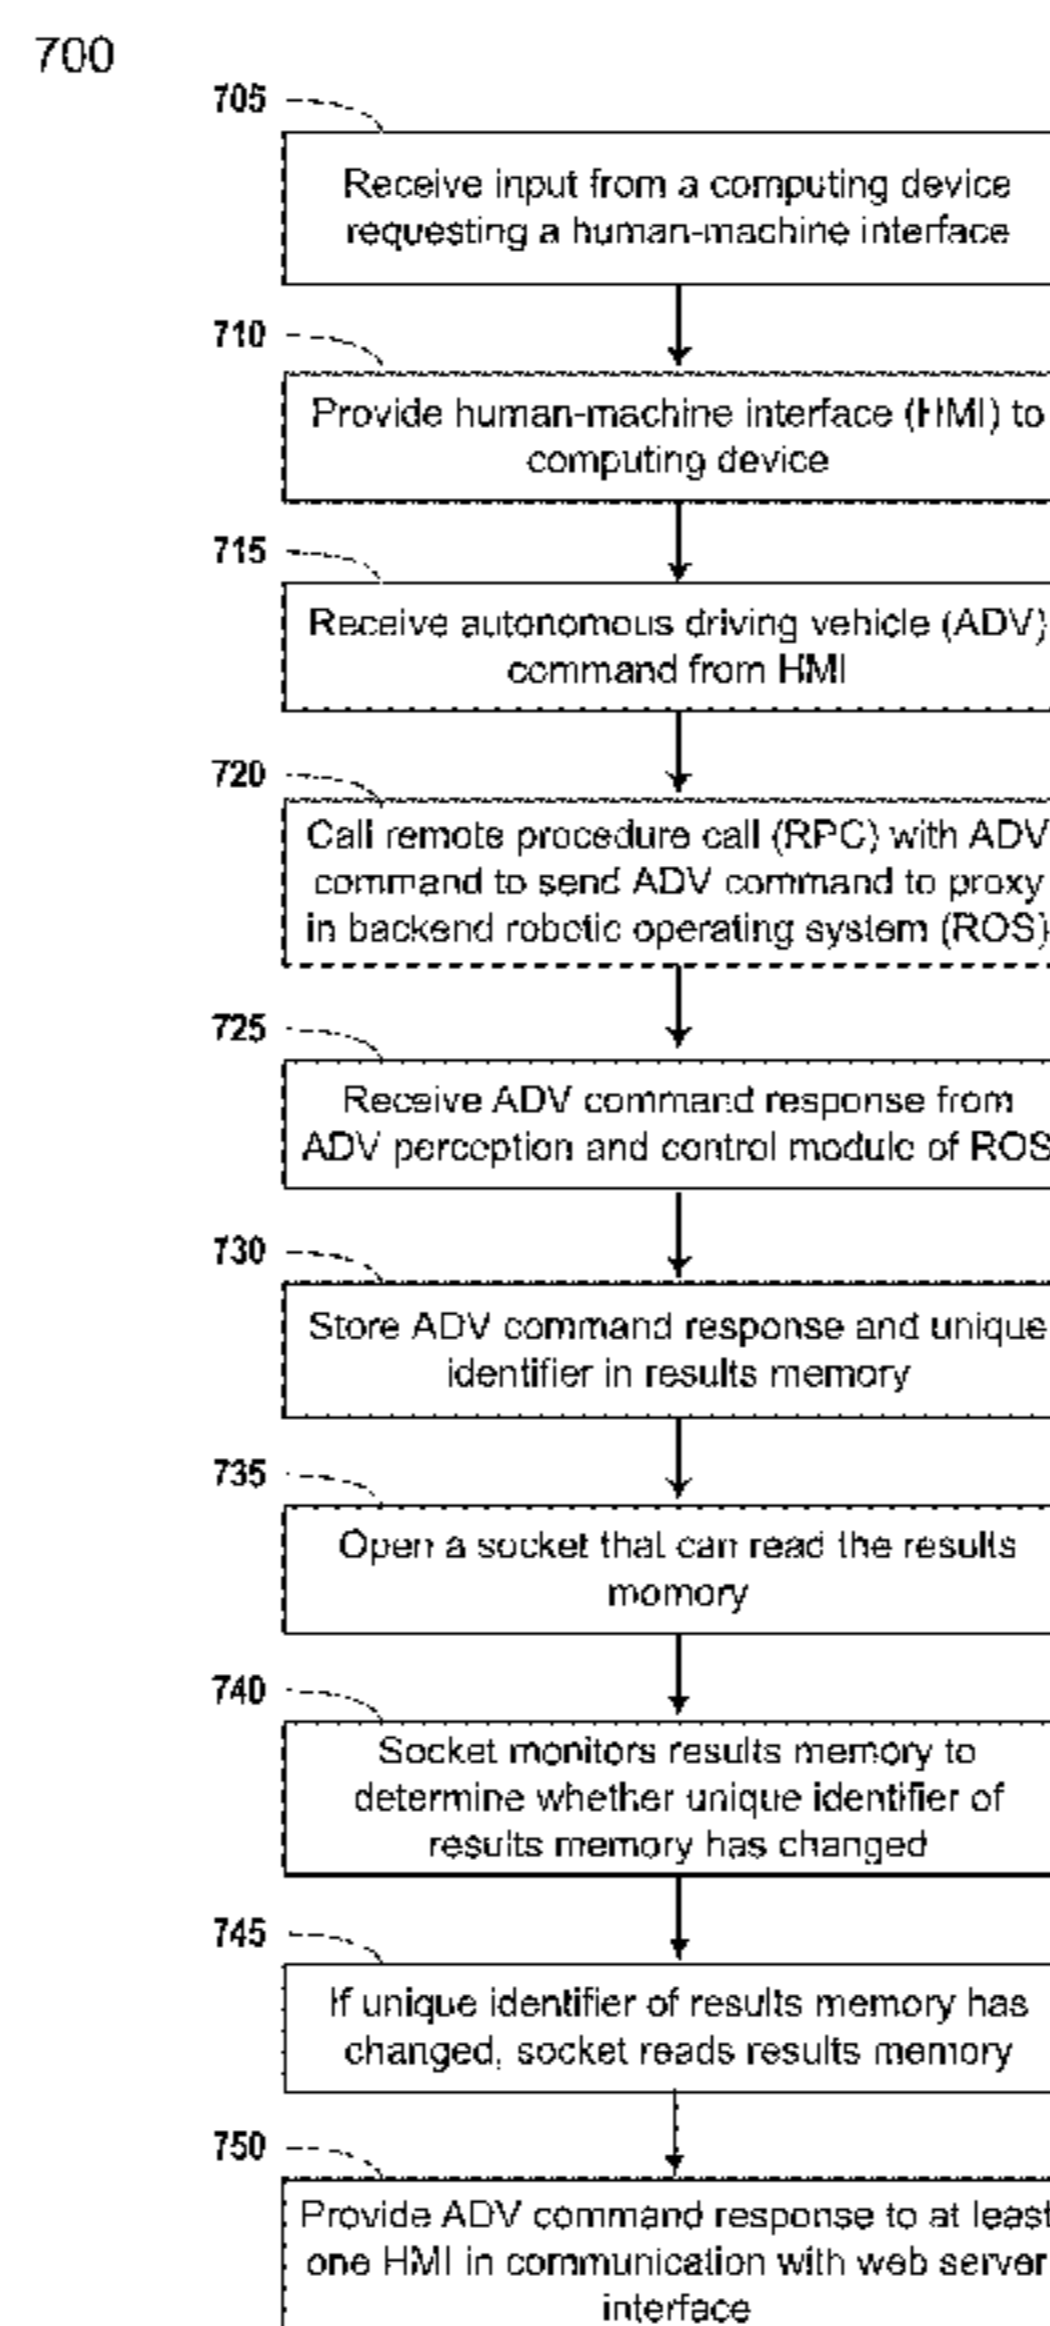 700
705
Receive input from a computing device
requesting a human-machine interface
710
Provide human-machine interface (HMI) to
computing device
715
Receive autonomous driving vehicle (ADV)
command from HMI
720
Call remote procedure call (RPC) with ADV
command to send ADV command to proxy
in backend robotic operating system (ROS)
725
Receive ADV command response from
ADV perception and control module of ROS
730
Store ADV command response and unique
identifier in results memory
735
Open a socket that can read the results
memory
740
Socket monitors results memory to
determine whether unique identifier of
results memory has changed
745
If unique identifier of results memory has
changed, socket reads results memory
750
Provide ADV command response to at least
one HMI in communication with web server
interface